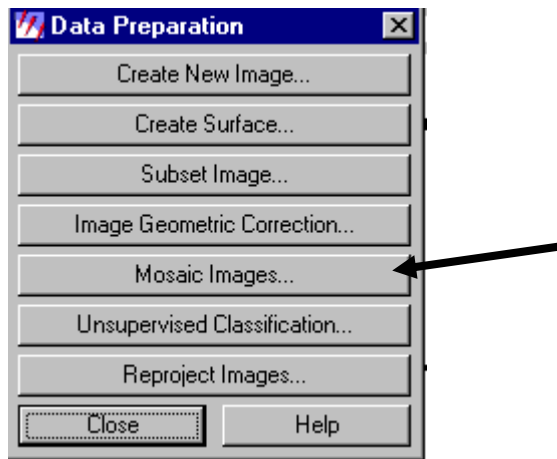 Data Preparation
Create New Image...
Create Surface...
Subset Image...
Image Geometric Correction...
Mosaic Images...
Unsupervised Classification...
Reproject Images...
Close Help